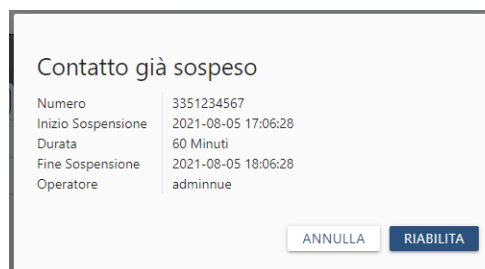 Contatto già sospeso
Numero 3351234567
Inizio Sospensione 2021-08-05 17:06:28
Durata 60 Minuti
Fine Sospensione 2021-08-05 18:06:28
Operatore adminnue
ANNULLA RIABILITA